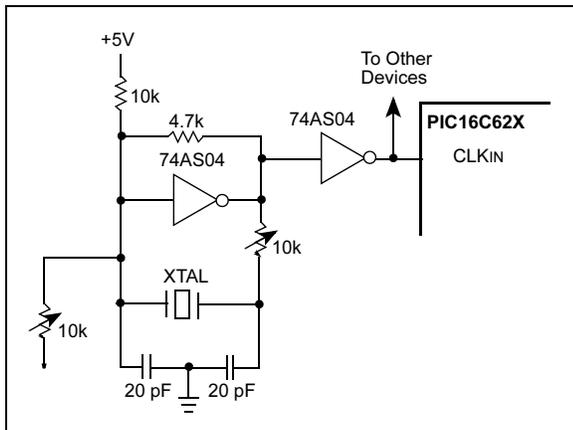 +5V
To Other
Devices
10k
4.7k
74AS04
PIC16C62X
74AS04
CLKIN
10k
XTAL
10k
20 pF
20 pF